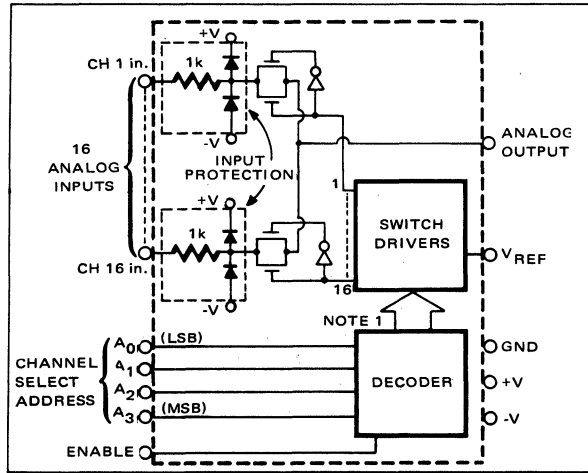 +V
CH 1 in.
1k
-V
16
ANALOG
INPUTS
INPUT
PROTECTION
ANALOG
OUTPUT
+V
1k
CH 16 in.
-V
1
16
SWITCH
DRIVERS
VREF
NOTE 1
CHANNEL
SELECT
ADDRESS
A0 (LSB)
A1
A2
A3 (MSB)
ENABLE
DECODER
GND
+V
-V